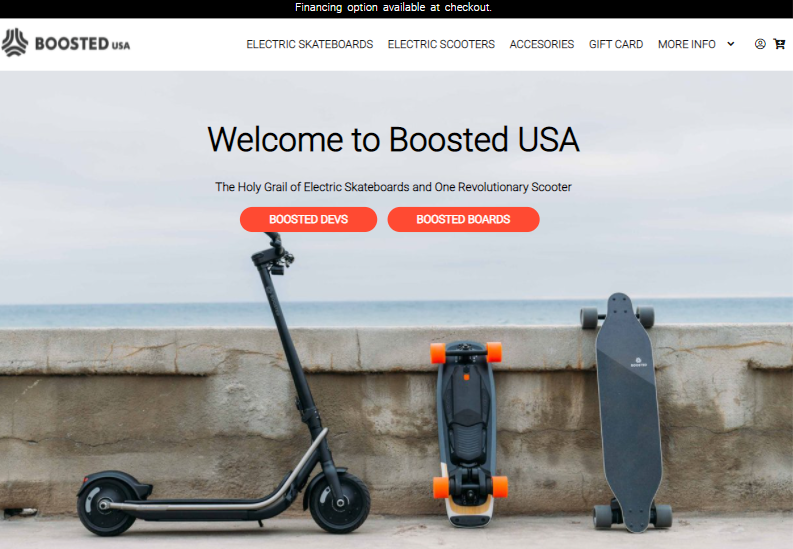 Financing option available at checkout.
BOOSTED USA
ELECTRIC SKATEBOARDS ELECTRIC SCOOTERS ACCESORIES GIFT CARD MORE INFO
Welcome to Boosted USA
The Holy Grail of Electric Skateboards and One Revolutionary Scooter
BOOSTED DEVS BOOSTED BOARDS
BOOSTED